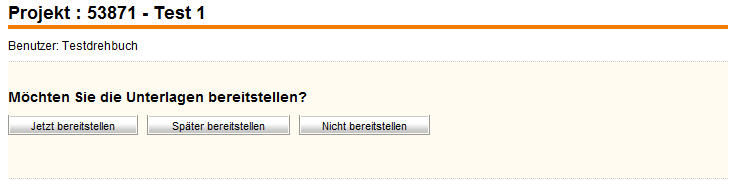 Projekt : 53871 - Test 1
Benutzer: Testdrehbuch
Möchten Sie die Unterlagen bereitstellen?
Jetzt bereitstellen Später bereitstellen Nicht bereitstellen